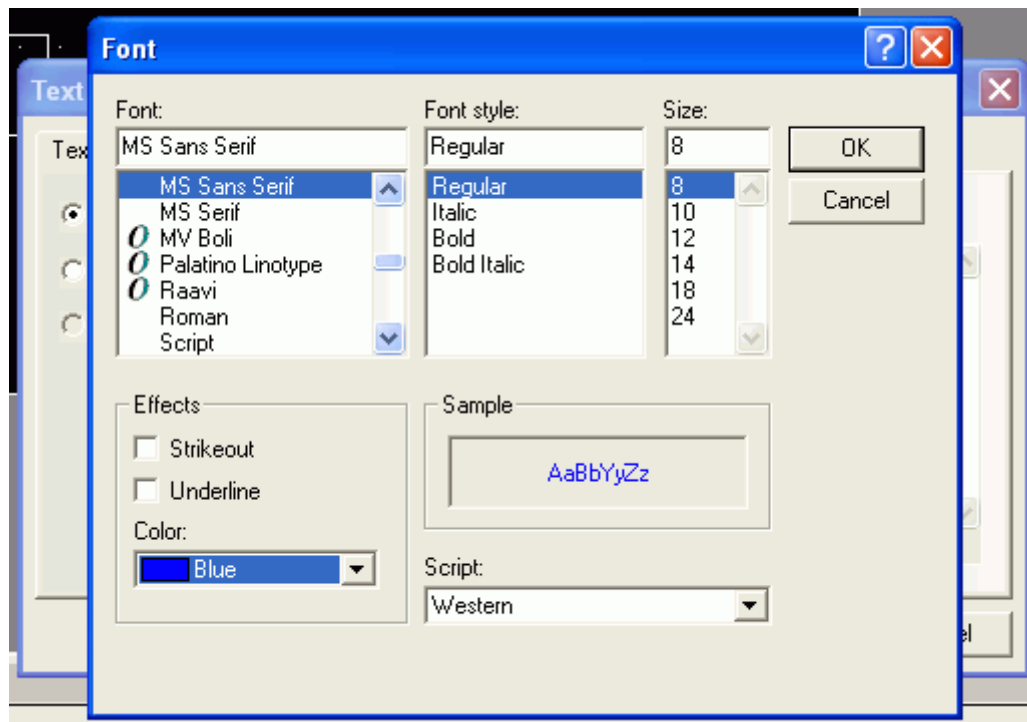 Font
Text
Tex
Font:
MS Sans Serif
MS Sans Serif
MS Serif
MV Boli
Palatino Linotype
Raavi
Roman
Script
Font style:
Regular
Regular
Italic
Bold
Bold Italic
Size:
8
8
10
12
14
18
24
OK
Cancel
Effects
Strikeout
Underline
Color:
Blue
Sample
AaBbYyZz
Script:
Western
el